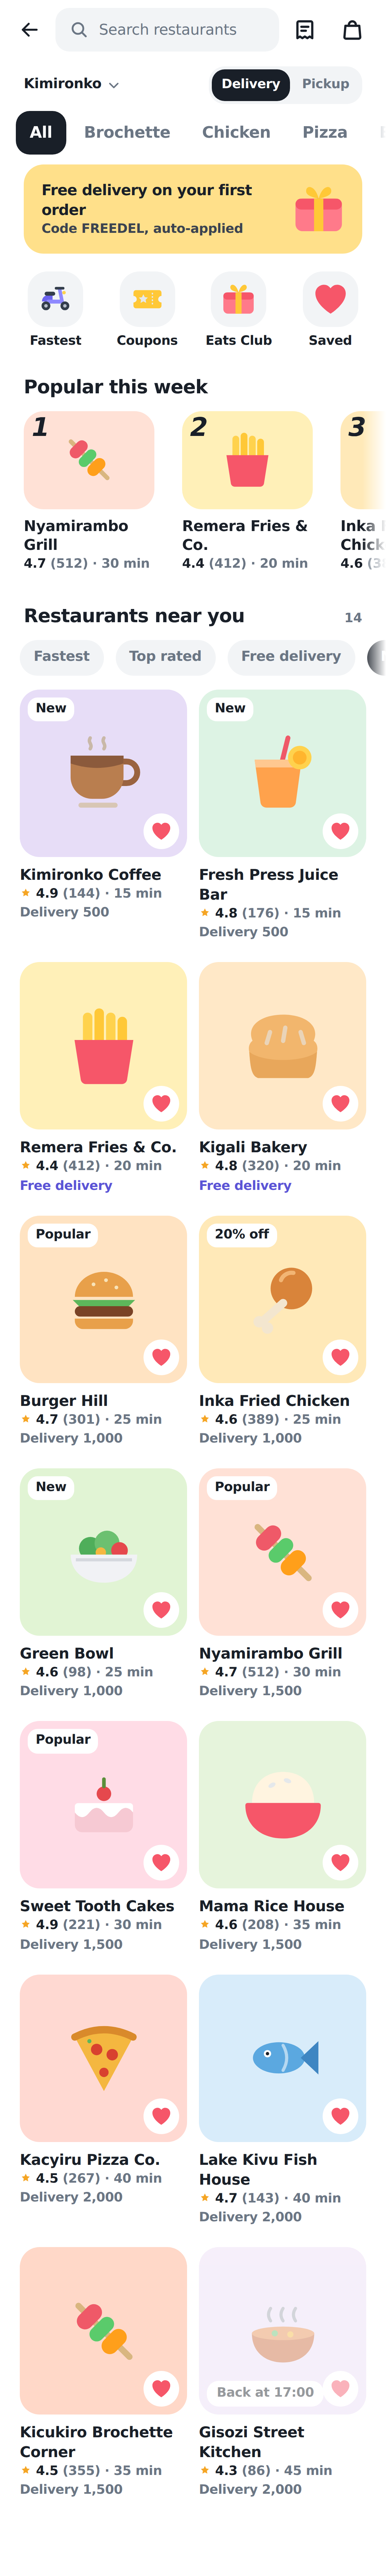 Search restaurants
Kimironko
Delivery
Pickup
All
Brochette
Chicken
Pizza
Free delivery on your first
order
Code FREEDEL, auto-applied
Fastest
Coupons
Eats Club
Saved
Popular this week
1
2
3
Nyamirambo
Grill
4.7 (512) · 30 min
Remera Fries &
Co.
4.4 (412) · 20 min
Inka
Chick
4.6
Restaurants near you
14
Fastest
Top rated
Free delivery
New
Kimironko Coffee
4.9 (144) · 15 min
Delivery 500
New
Fresh Press Juice
Bar
4.8 (176) · 15 min
Delivery 500
Remera Fries & Co.
4.4 (412) · 20 min
Free delivery
Kigali Bakery
4.8 (320) · 20 min
Free delivery
Popular
Burger Hill
4.7 (301) · 25 min
Delivery 1,000
20% off
Inka Fried Chicken
4.6 (389) · 25 min
Delivery 1,000
New
Green Bowl
4.6 (98) · 25 min
Delivery 1,000
Popular
Nyamirambo Grill
4.7 (512) · 30 min
Delivery 1,500
Popular
Sweet Tooth Cakes
4.9 (221) · 30 min
Delivery 1,500
Mama Rice House
4.6 (208) · 35 min
Delivery 1,500
Kacyiru Pizza Co.
4.5 (267) · 40 min
Delivery 2,000
Lake Kivu Fish
House
4.7 (143) · 40 min
Delivery 2,000
Kicukiro Brochette
Corner
4.5 (355) · 35 min
Delivery 1,500
Back at 17:00
Gisozi Street
Kitchen
4.3 (86) · 45 min
Delivery 2,000